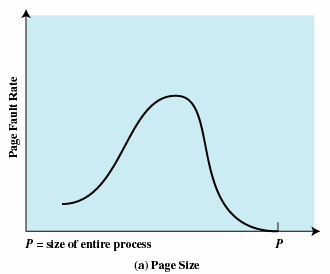 Page Fault Rate
P = size of entire process
P
(a) Page Size